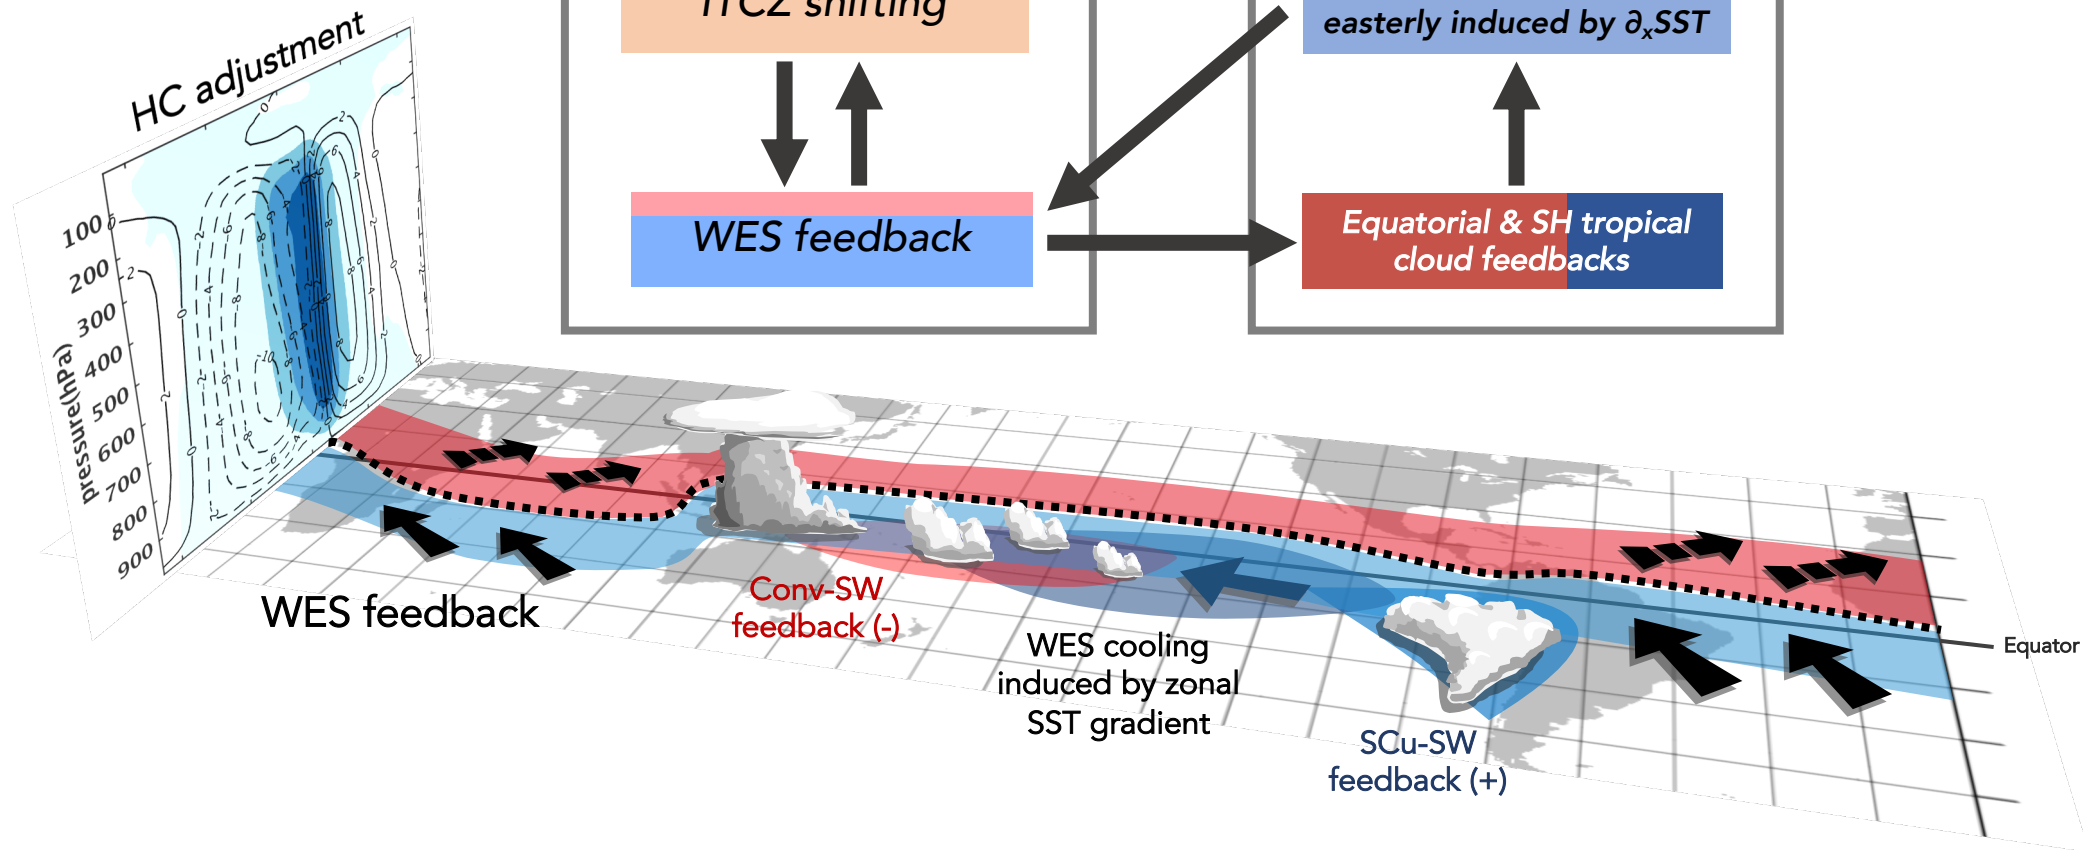 ITCZ shifting
easterly induced by ∂ₓSST
HC adjustment
WES feedback
Equatorial & SH tropical
cloud feedbacks
100
200
300
400
500
600
700
800
900
pressure(hPa)
WES feedback
Conv-SW
feedback (-)
WES cooling
induced by zonal
SST gradient
SCu-SW
feedback (+)
Equator